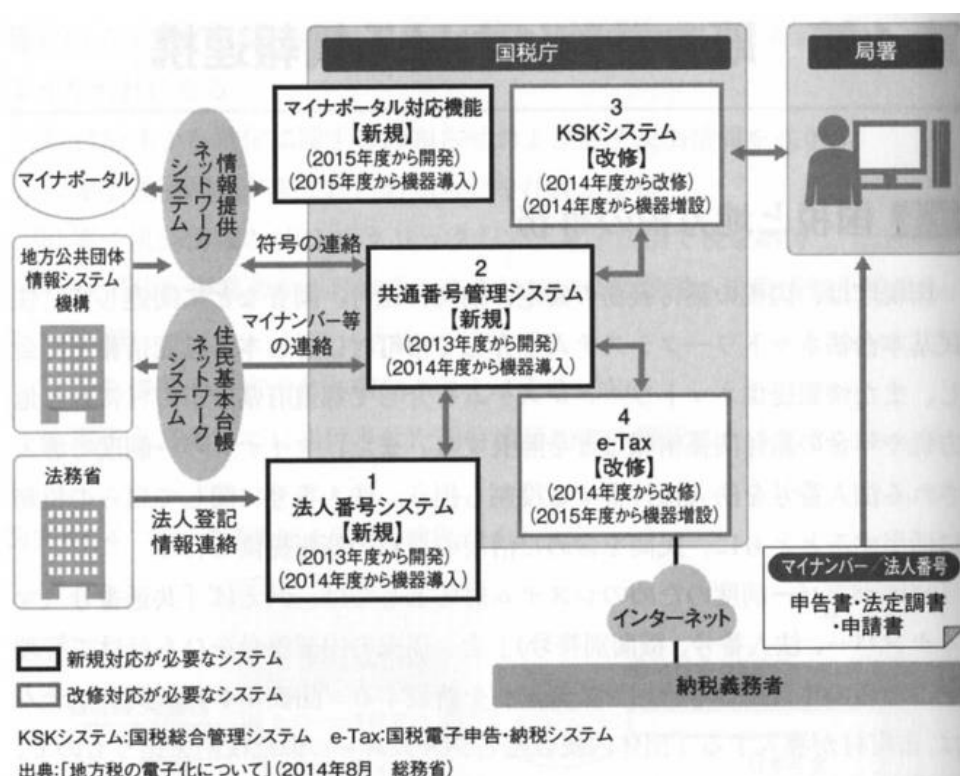 報連携
国税庁
局署
マイナポータル対応機能
【新規】
(2015年度から開発)
(2015年度から機器導入)
3
KSKシステム
【改修】
(2014年度から改修)
(2014年度から機器増設)
マイナポータル
情報提供
ネットワーク
システム
地方公共団体
情報システム
機構
符号の連絡
2
共通番号管理システム
【新規】
(2013年度から開発)
(2014年度から機器導入)
マイナンバー等
の連絡
住民基本台帳
ネットワーク
システム
4
e-Tax
【改修】
(2014年度から改修)
(2015年度から機器増設)
法務省
法人登記
情報連絡
1
法人番号システム
【新規】
(2013年度から開発)
(2014年度から機器導入)
マイナンバー/法人番号
申告書・法定調書
・申請書
インターネット
納税義務者
新規対応が必要なシステム
改修対応が必要なシステム
KSKシステム:国税総合管理システム e-Tax:国税電子申告・納税システム
出典:「地方税の電子化について」(2014年8月 総務省)